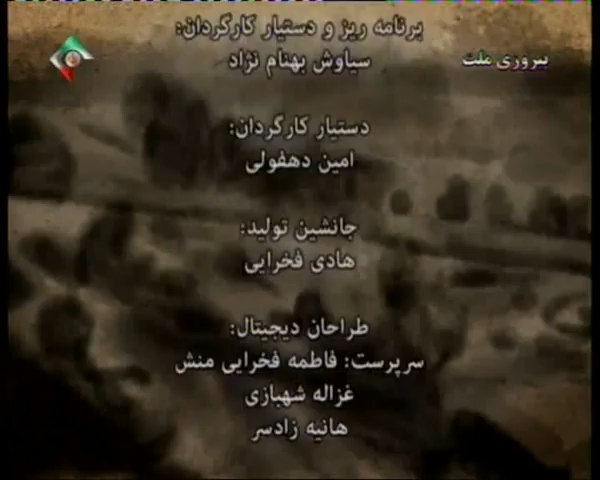 برنامه ریز و دستیار کارگردان:
سیاوش بهنام نژاد
پیروزی ملت
دستیار کارگردان:
امین دهفولی
جانشین تولید:
هادی فخرایی
طراحان دیجیتال:
سرپرست: فاطمه فخرایی منش
غزاله شهبازی
هانیه زادسر